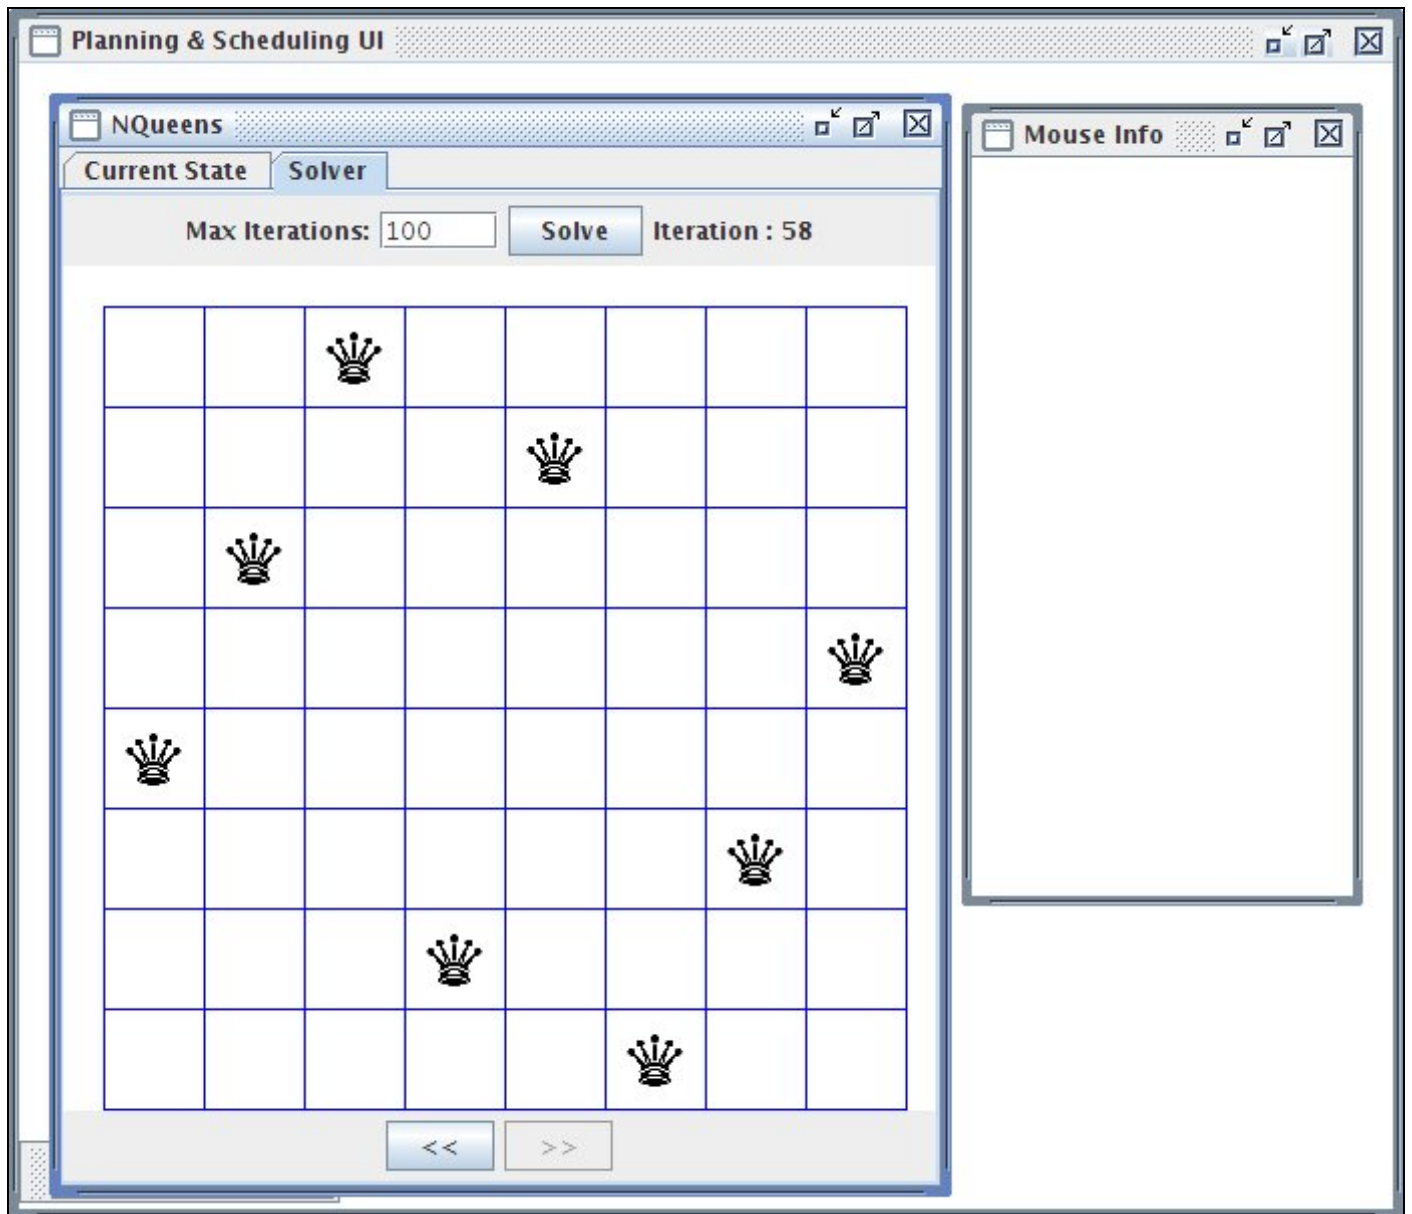 Planning & Scheduling UI
NQueens
Mouse Info
Current State Solver
Max Iterations: 100 Solve Iteration : 58
<< >>